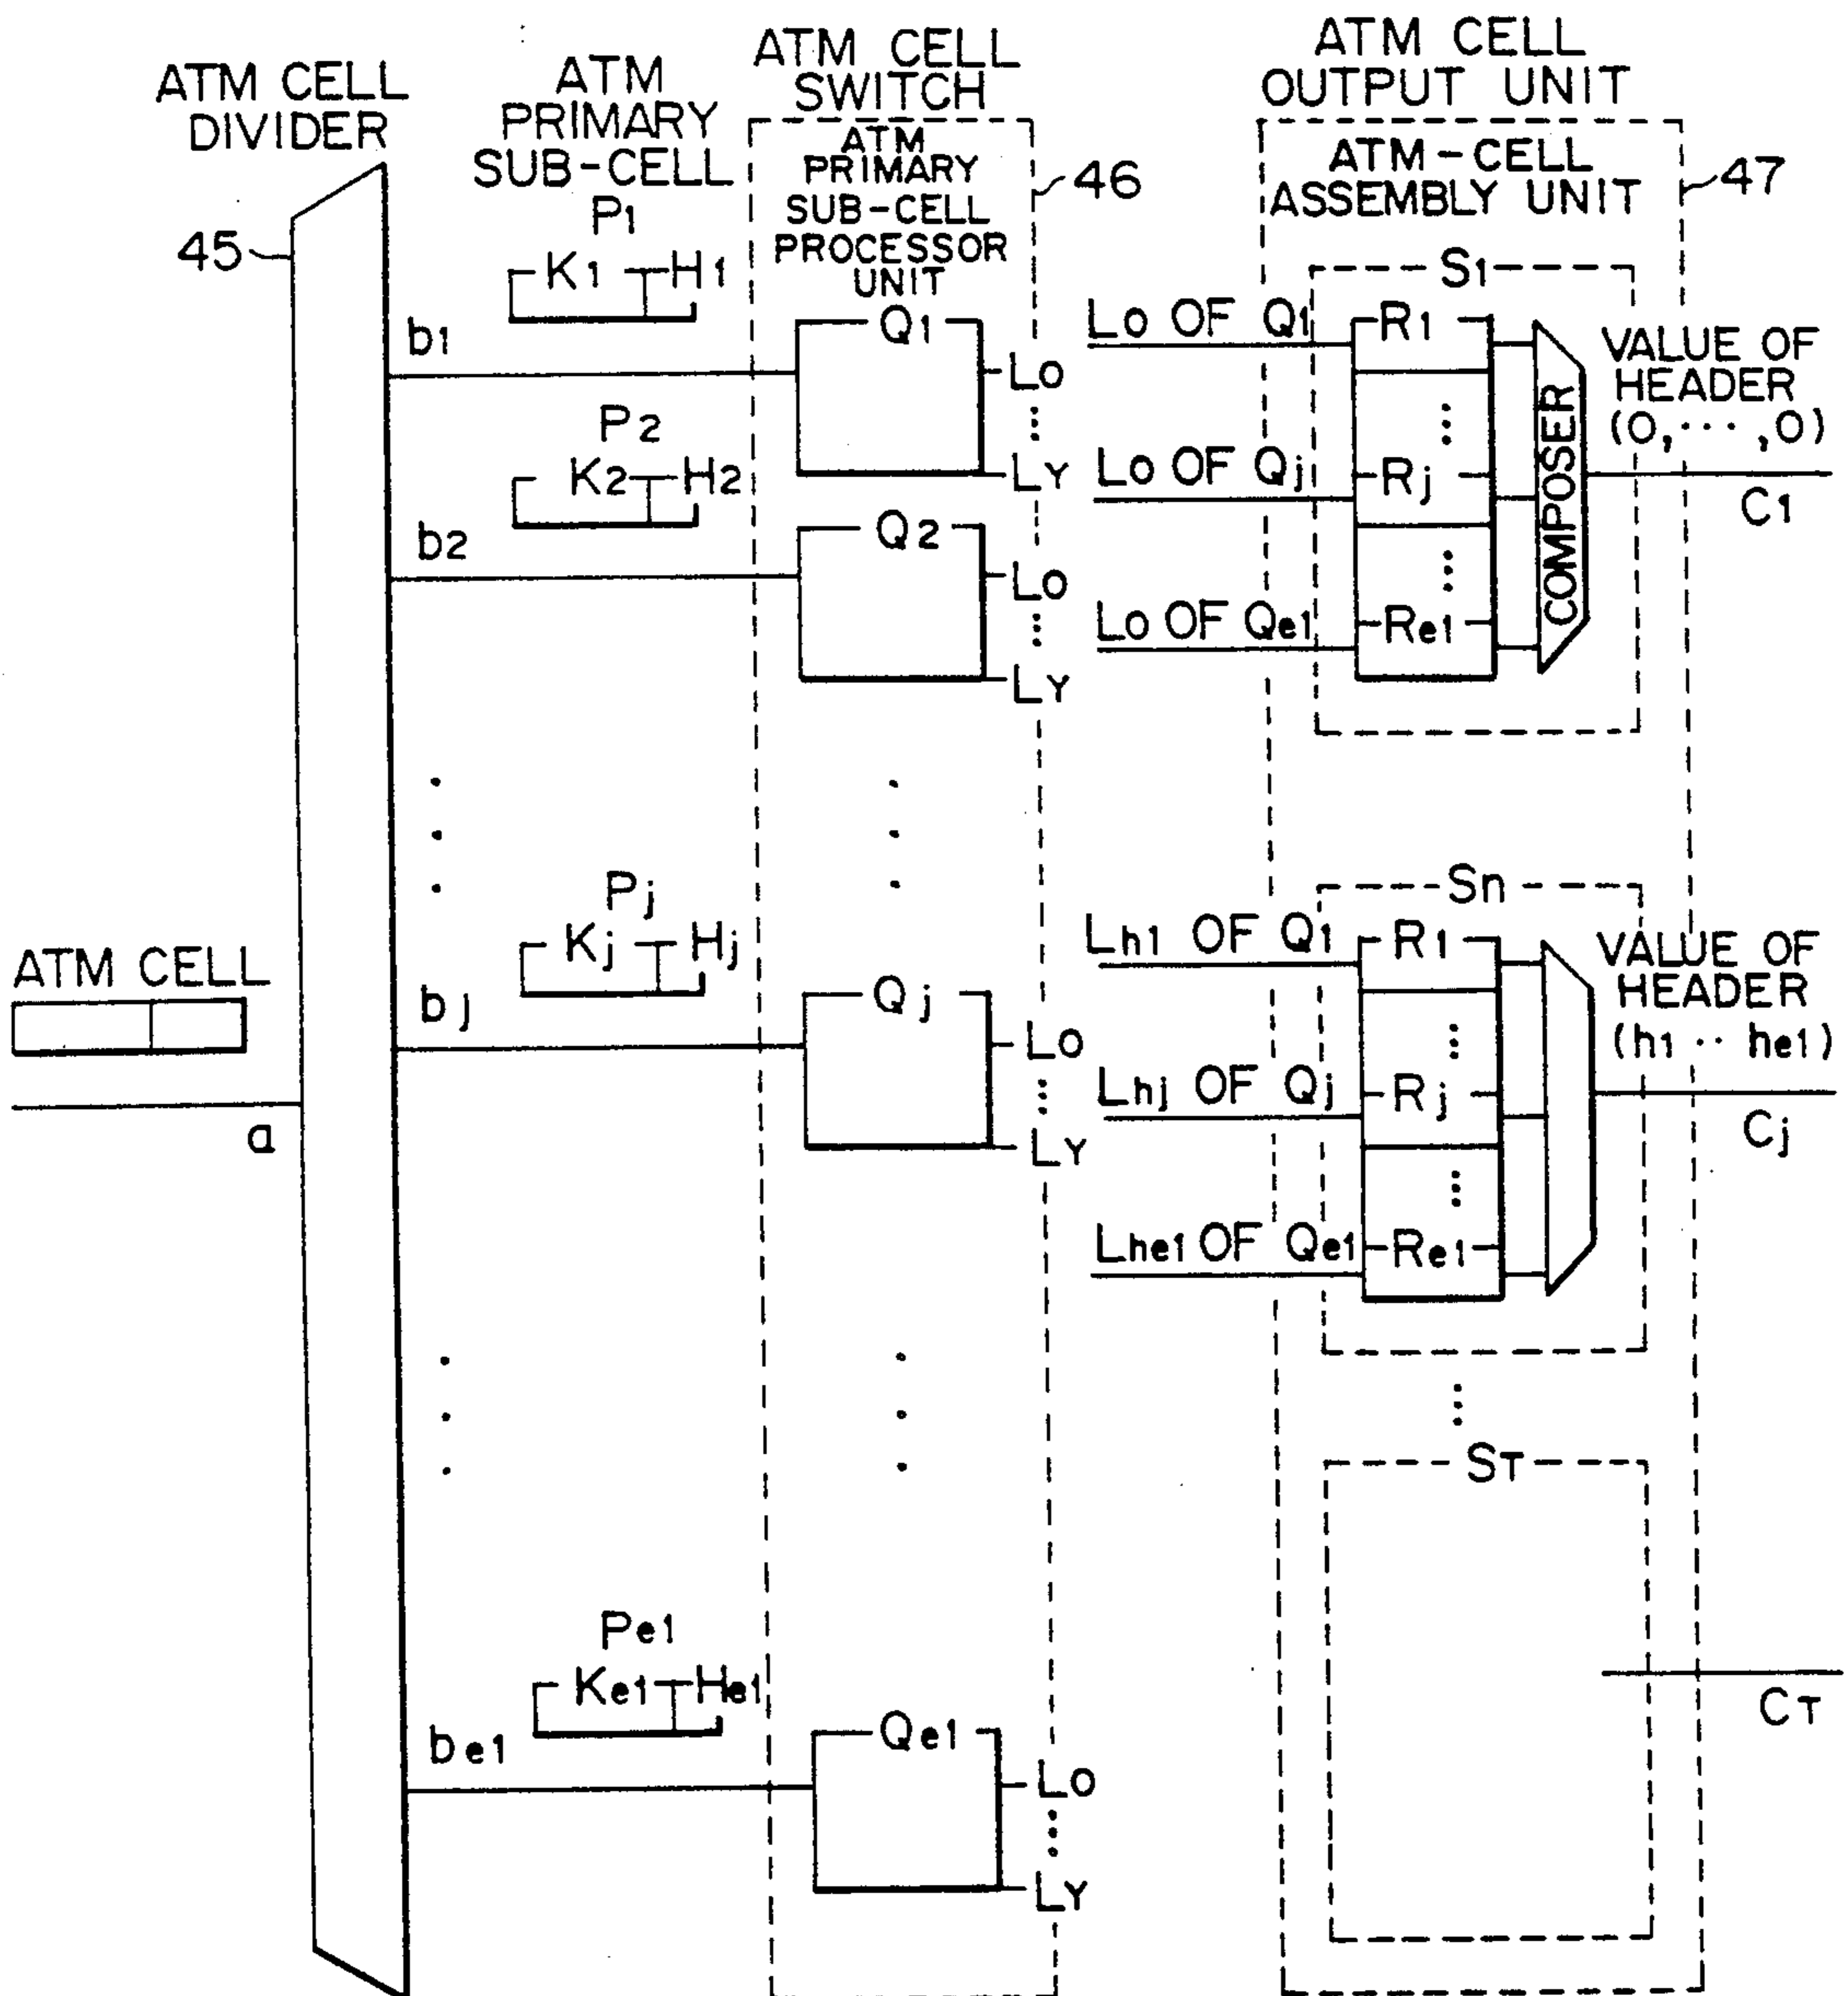 ATM CELL
DIVIDER
ATM
PRIMARY
SUB-CELL
ATM CELL
SWITCH
ATM CELL
OUTPUT UNIT
ATM
PRIMARY
SUB-CELL
PROCESSOR
UNIT
46
ATM-CELL
ASSEMBLY UNIT
47
45
P1
K1 H1
b1
Q1
LO
LY
LO OF Q1
LO OF Qj
LO OF Qe1
S1
R1
Rj
Re1
COMPOSER
VALUE OF
HEADER
(0, ··· ,0)
C1
P2
K2 H2
b2
Q2
LO
LY
Pj
Kj Hj
bj
Qj
LO
LY
ATM CELL
a
Lh1 OF Q1
Lhj OF Qj
Lhe1 OF Qe1
Sn
R1
Rj
Re1
VALUE OF
HEADER
(h1 ·· he1)
Cj
Pe1
Ke1 He1
be1
Qe1
LO
LY
ST
CT